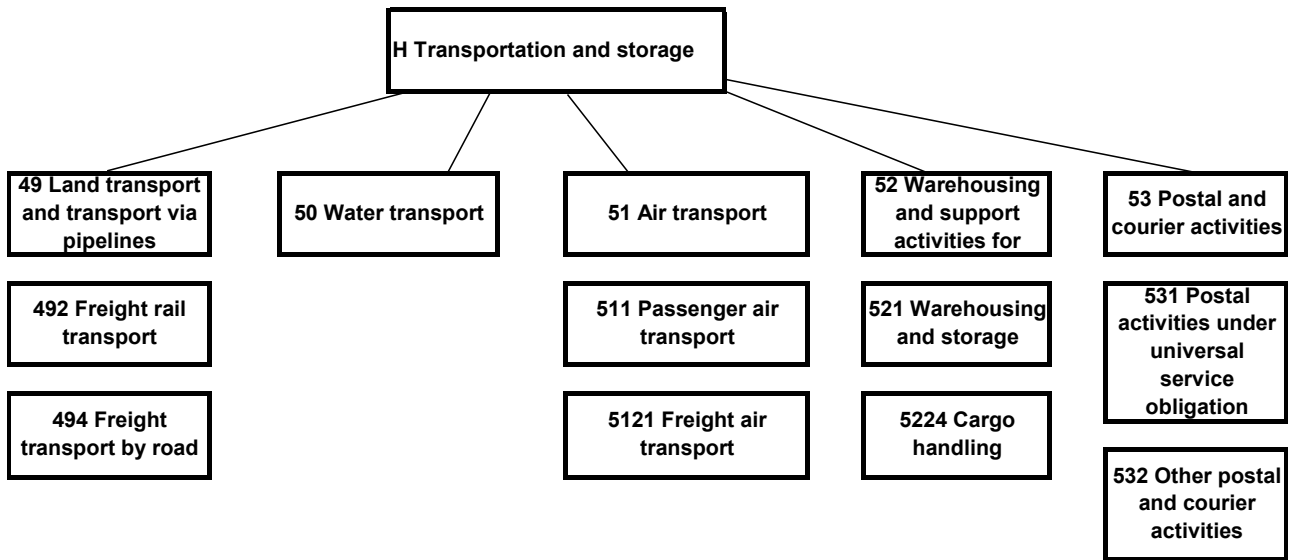 H Transportation and storage
49 Land transport
and transport via
pipelines
50 Water transport
51 Air transport
52 Warehousing
and support
activities for
53 Postal and
courier activities
492 Freight rail
transport
511 Passenger air
transport
521 Warehousing
and storage
531 Postal
activities under
universal
service
obligation
494 Freight
transport by road
5121 Freight air
transport
5224 Cargo
handling
532 Other postal
and courier
activities